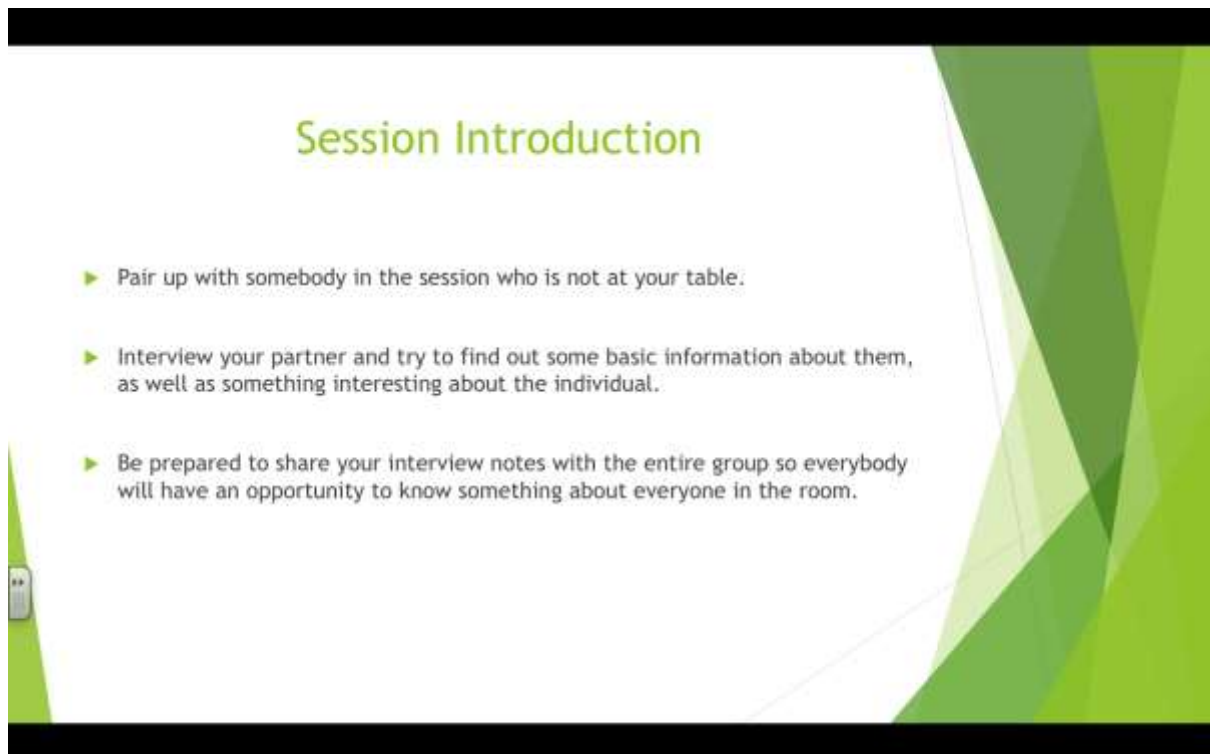 Session Introduction
Pair up with somebody in the session who is not at your table.
Interview your partner and try to find out some basic information about them,
as well as something interesting about the individual.
Be prepared to share your interview notes with the entire group so everybody
will have an opportunity to know something about everyone in the room.